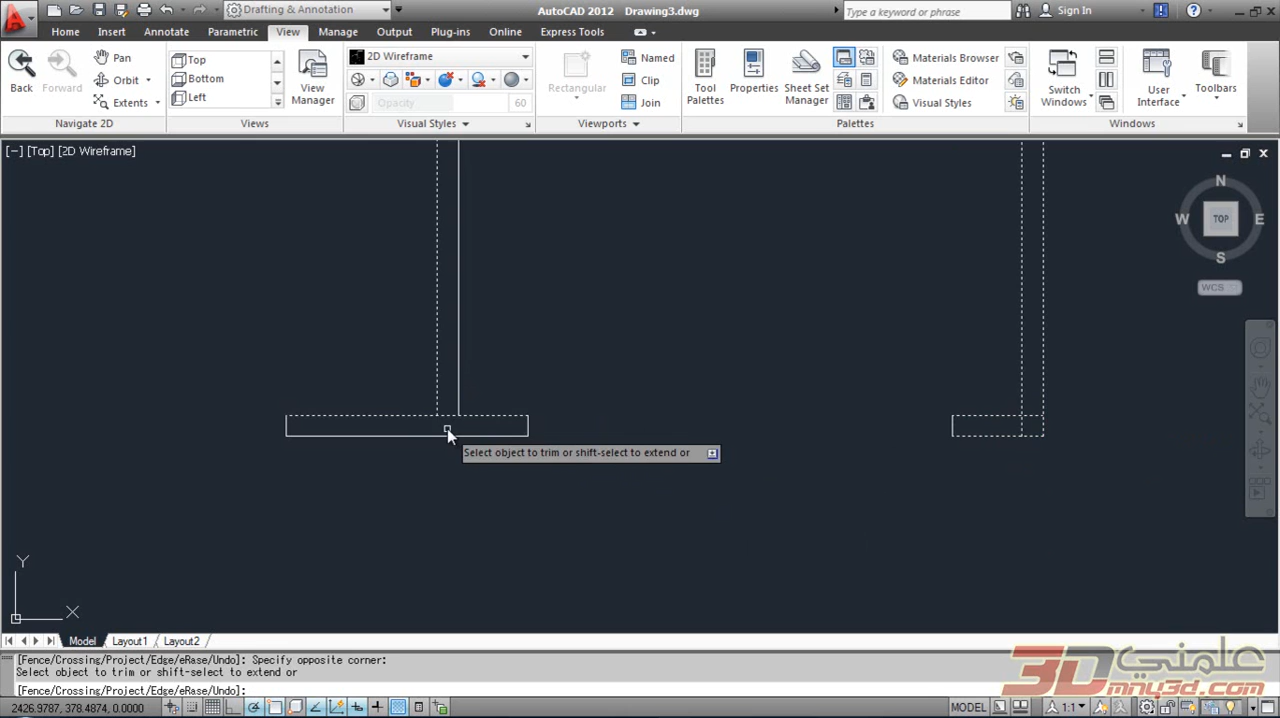 Drafting & Annotation
AutoCAD 2012 Drawing3.dwg
Type a keyword or phrase
Sign In
Home Insert Annotate Parametric View Manage Output Plug-ins Online Express Tools
Back
Forward
Pan
Orbit
Extents
Navigate 2D
Top
Bottom
Left
View
Manager
Views
2D Wireframe
Opacity 60
Visual Styles
Rectangular
Named
Clip
Join
Viewports
Tool
Palettes
Properties
Sheet Set
Manager
Materials Browser
Materials Editor
Visual Styles
Palettes
Switch
Windows
User
Interface
Toolbars
Windows
[−] [Top] [2D Wireframe]
N
W TOP E
S
WCS
Select object to trim or shift-select to extend or
Y
X
Model Layout1 Layout2
[Fence/Crossing/Project/Edge/eRase/Undo]: Specify opposite corner:
Select object to trim or shift-select to extend or
[Fence/Crossing/Project/Edge/eRase/Undo]:
2426.9787, 378.4874, 0.0000
MODEL
1:1
3D علمني
mny3d.com